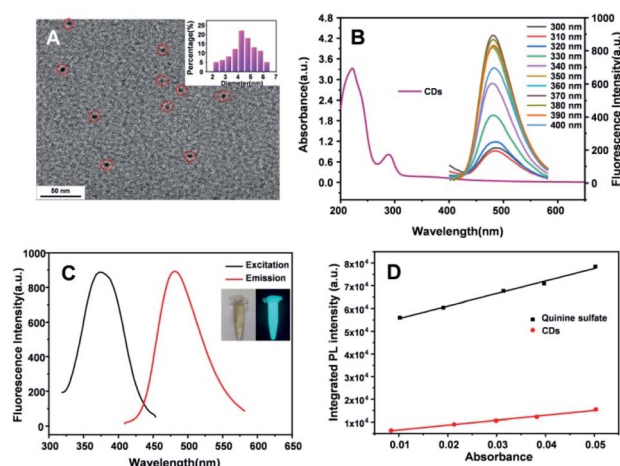 A
Percentage(%)
25
20
15
10
5
0
2 3 4 5 6 7
Diameter(nm)
50 nm
B
Absorbance(a.u.)
4.8
4.2
3.6
3.0
2.4
1.8
1.2
0.6
0.0
CDs
300 nm
310 nm
320 nm
330 nm
340 nm
350 nm
360 nm
370 nm
380 nm
390 nm
400 nm
1000
800
600
400
200
0
Fluorescence Intensity(a.u.)
200 300 400 500 600
Wavelength(nm)
C
Fluorescence Intensity(a.u.)
1000
800
600
400
200
0
Excitation
Emission
300 350 400 450 500 550 600 650
Wavelength(nm)
D
Integrated PL intensity(a.u.)
8x10⁴
7x10⁴
6x10⁴
5x10⁴
4x10⁴
3x10⁴
2x10⁴
1x10⁴
Quinine sulfate
CDs
0.01 0.02 0.03 0.04 0.05
Absorbance